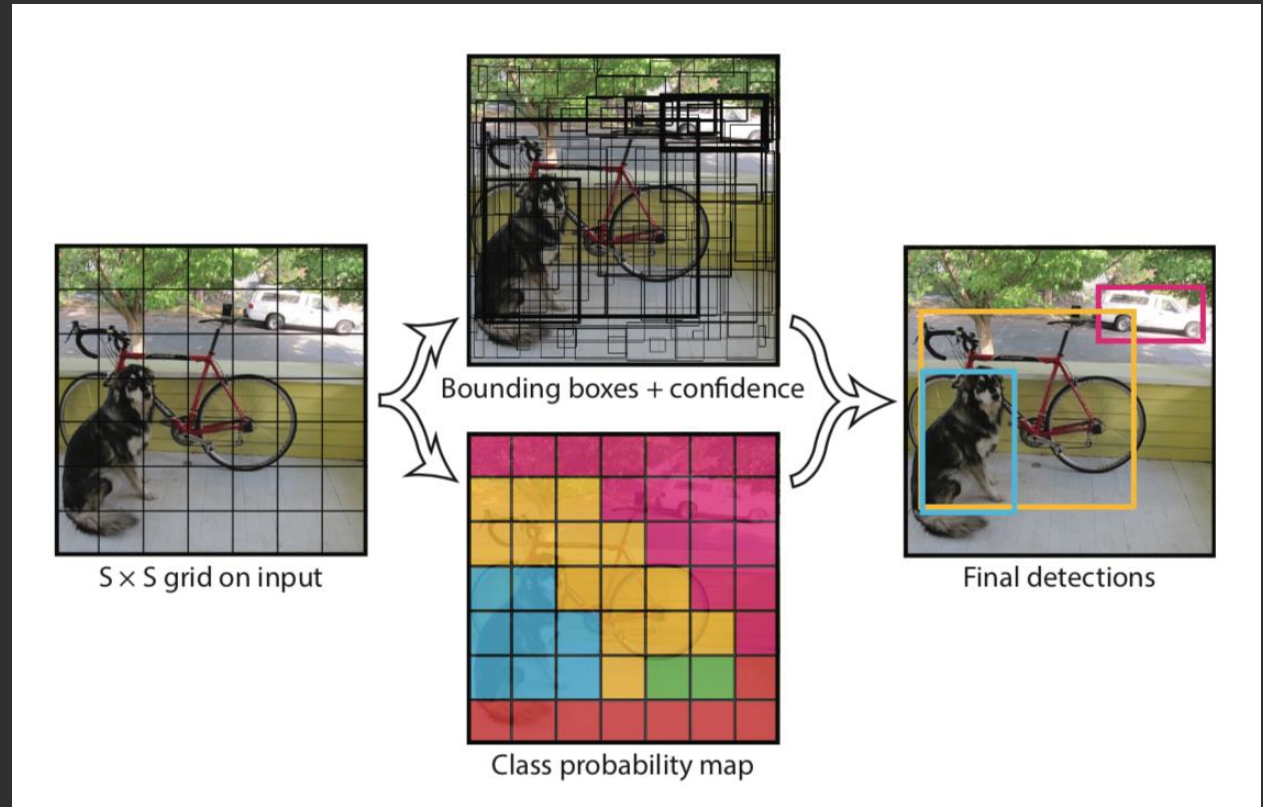 Bounding boxes + confidence
S × S grid on input
Final detections
Class probability map